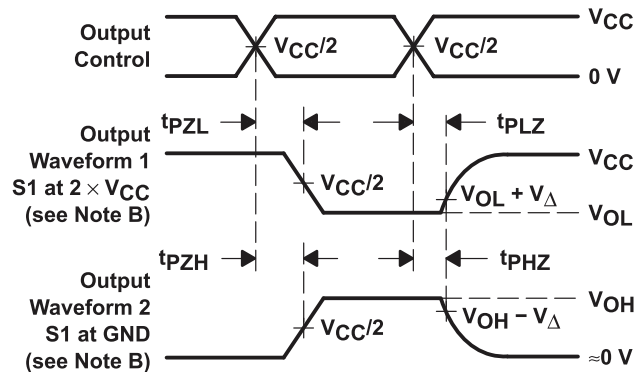 Output
Control
VCC/2
VCC/2
VCC
0 V
tPZL
tPLZ
Output
Waveform 1
S1 at 2 × VCC
(see Note B)
VCC/2
VCC
VOL + VΔ
VOL
tPZH
tPHZ
Output
Waveform 2
S1 at GND
(see Note B)
VCC/2
VOH
VOH − VΔ
≈0 V